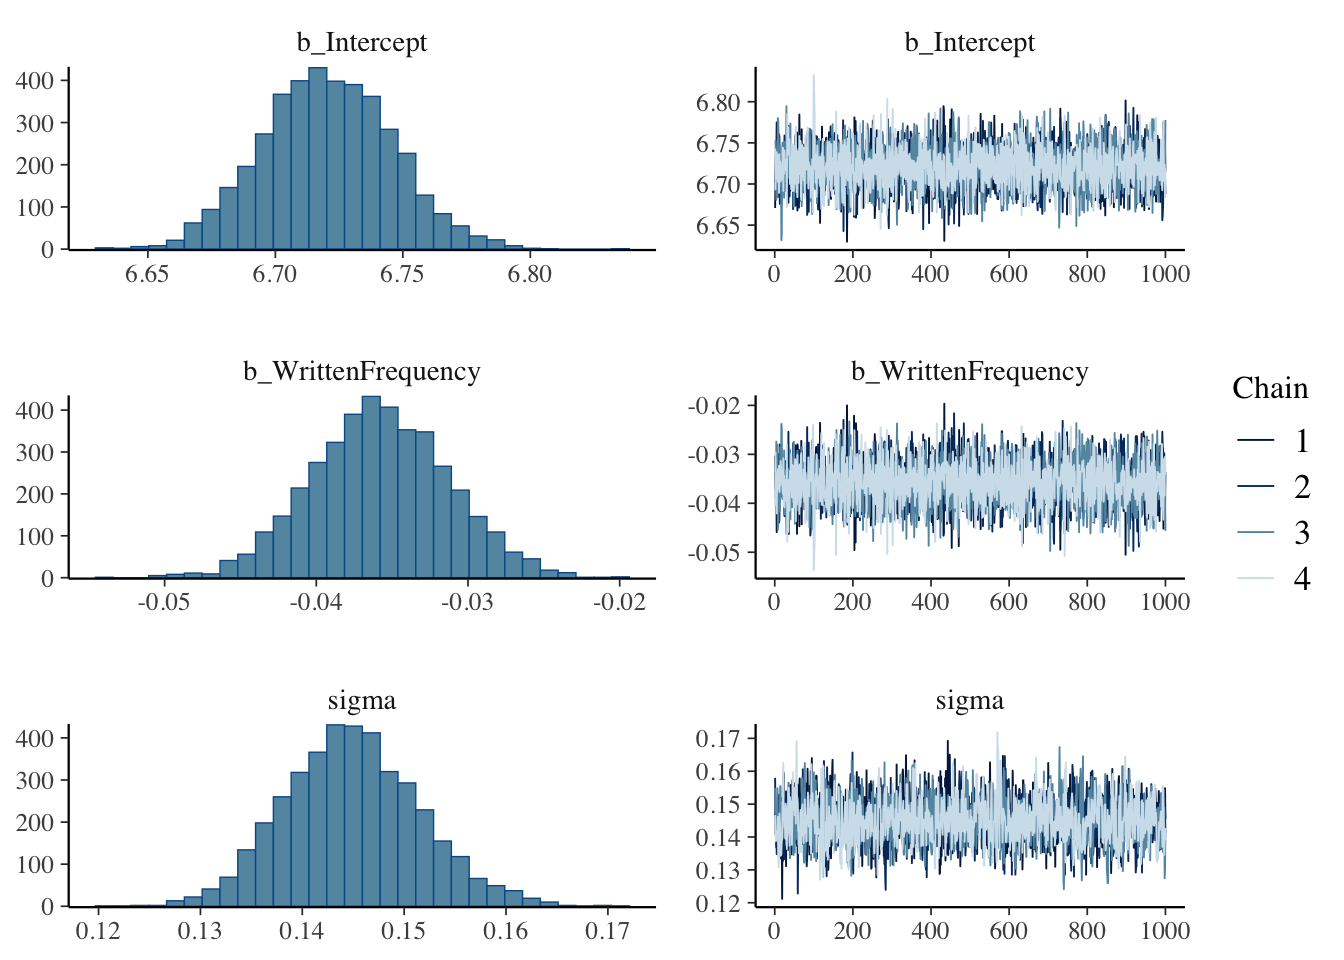 b_Intercept
400
300
200
100
0
6.65 6.70 6.75 6.80
b_Intercept
6.80
6.75
6.70
6.65
0 200 400 600 800 1000
b_WrittenFrequency
400
300
200
100
0
-0.05 -0.04 -0.03 -0.02
b_WrittenFrequency
-0.02
-0.03
-0.04
-0.05
0 200 400 600 800 1000
sigma
400
300
200
100
0
0.12 0.13 0.14 0.15 0.16 0.17
sigma
0.17
0.16
0.15
0.14
0.13
0.12
0 200 400 600 800 1000
Chain
1
2
3
4